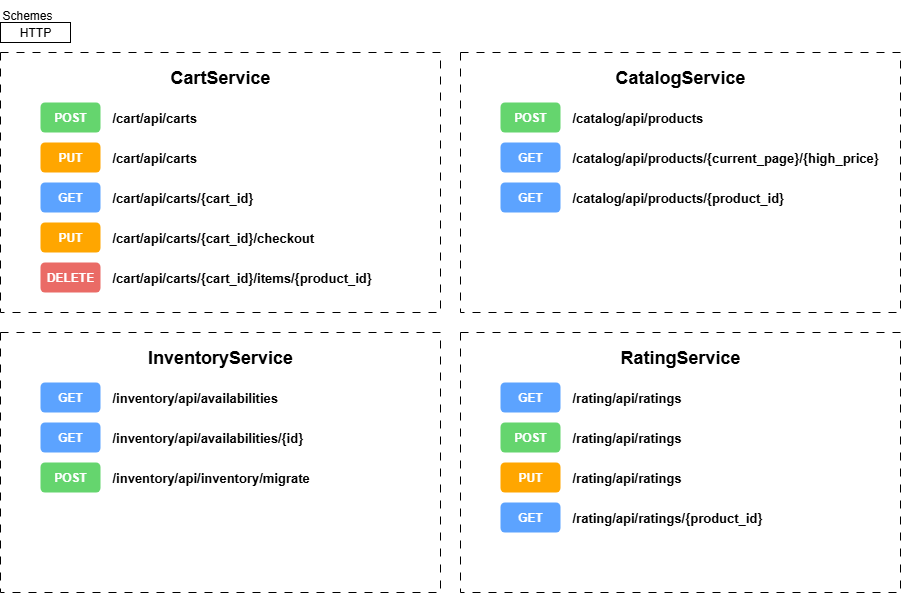 Schemes
HTTP
CartService
POST /cart/api/carts
PUT /cart/api/carts
GET /cart/api/carts/{cart_id}
PUT /cart/api/carts/{cart_id}/checkout
DELETE /cart/api/carts/{cart_id}/items/{product_id}
CatalogService
POST /catalog/api/products
GET /catalog/api/products/{current_page}/{high_price}
GET /catalog/api/products/{product_id}
InventoryService
GET /inventory/api/availabilities
GET /inventory/api/availabilities/{id}
POST /inventory/api/inventory/migrate
RatingService
GET /rating/api/ratings
POST /rating/api/ratings
PUT /rating/api/ratings
GET /rating/api/ratings/{product_id}